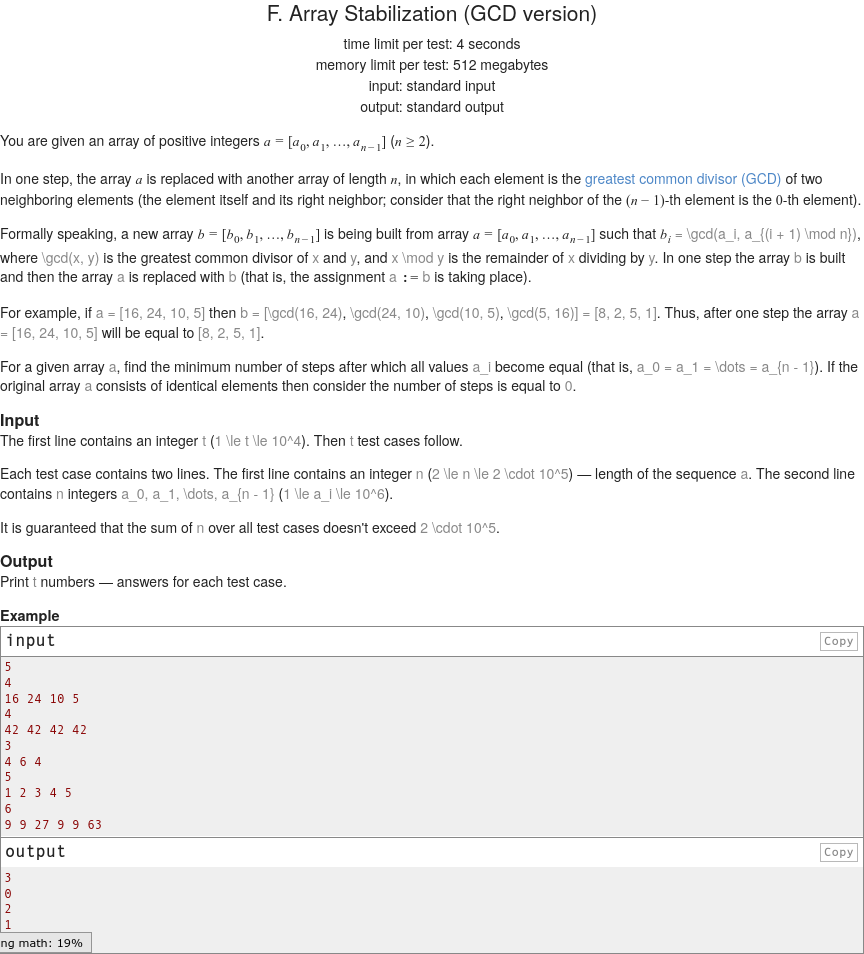 F. Array Stabilization (GCD version)
time limit per test: 4 seconds
memory limit per test: 512 megabytes
input: standard input
output: standard output
You are given an array of positive integers a = [a0, a1, …, an−1] (n ≥ 2).
In one step, the array a is replaced with another array of length n, in which each element is the greatest common divisor (GCD) of two
neighboring elements (the element itself and its right neighbor; consider that the right neighbor of the (n − 1)-th element is the 0-th element).
Formally speaking, a new array b = [b0, b1, …, bn−1] is being built from array a = [a0, a1, …, an−1] such that bi = \gcd(a_i, a_{(i + 1) \mod n}),
where \gcd(x, y) is the greatest common divisor of x and y, and x \mod y is the remainder of x dividing by y. In one step the array b is built
and then the array a is replaced with b (that is, the assignment a := b is taking place).
For example, if a = [16, 24, 10, 5] then b = [\gcd(16, 24), \gcd(24, 10), \gcd(10, 5), \gcd(5, 16)] = [8, 2, 5, 1]. Thus, after one step the array a
= [16, 24, 10, 5] will be equal to [8, 2, 5, 1].
For a given array a, find the minimum number of steps after which all values a_i become equal (that is, a_0 = a_1 = \dots = a_{n - 1}). If the
original array a consists of identical elements then consider the number of steps is equal to 0.
Input
The first line contains an integer t (1 \le t \le 10^4). Then t test cases follow.
Each test case contains two lines. The first line contains an integer n (2 \le n \le 2 \cdot 10^5) — length of the sequence a. The second line
contains n integers a_0, a_1, \dots, a_{n - 1} (1 \le a_i \le 10^6).
It is guaranteed that the sum of n over all test cases doesn't exceed 2 \cdot 10^5.
Output
Print t numbers — answers for each test case.
Example
input Copy
5
4
16 24 10 5
4
42 42 42 42
3
4 6 4
5
1 2 3 4 5
6
9 9 27 9 9 63
output Copy
3
0
2
1
ng math: 19%